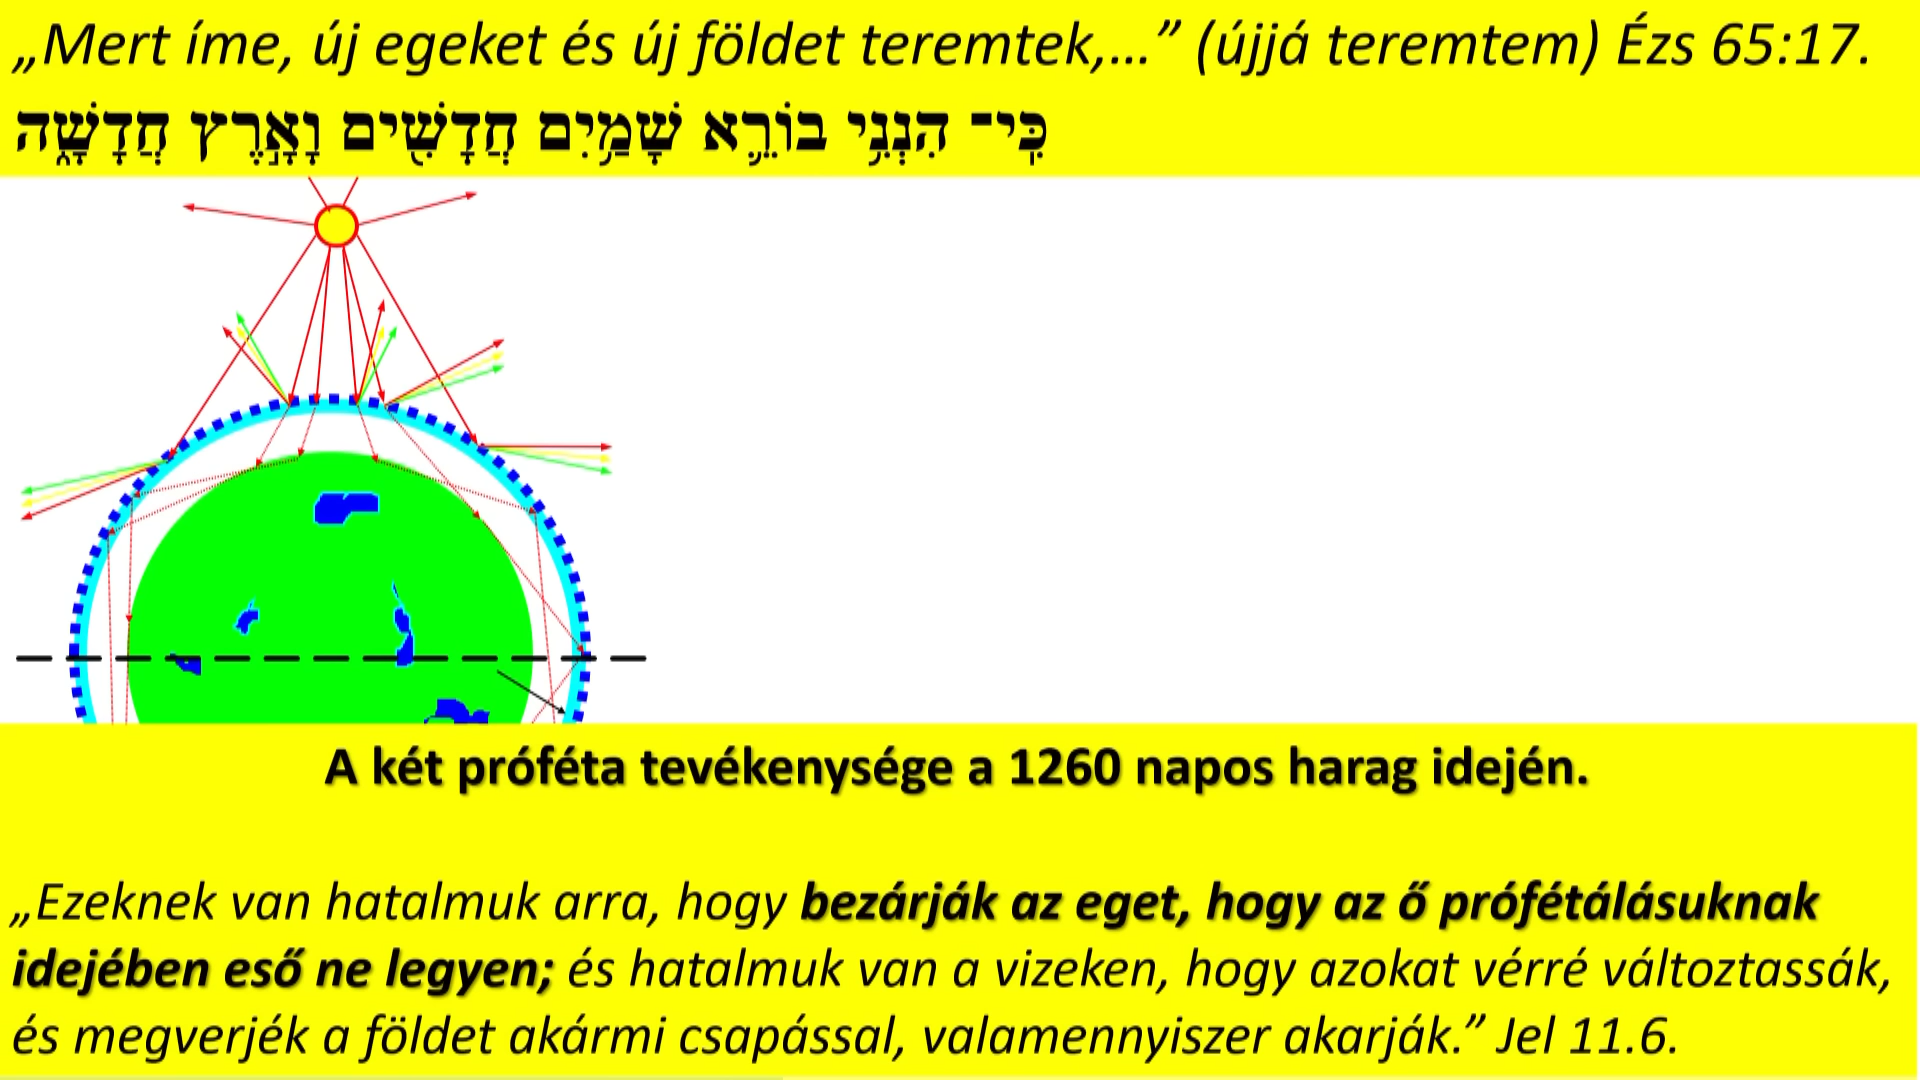 „Mert íme, új egeket és új földet teremtek,...” (újjá teremtem) Ézs 65:17.
כִּֽי־ הִנְנִ֥י בוֹרֵ֛א שָׁמַ֥יִם חֲדָשִׁ֖ים וָאָ֣רֶץ חֲדָשָׁ֑ה
A két próféta tevékenysége a 1260 napos harag idején.
„Ezeknek van hatalmuk arra, hogy bezárják az eget, hogy az ő prófétálásuknak
idejében eső ne legyen; és hatalmuk van a vizeken, hogy azokat vérré változtassák,
és megverjék a földet akármi csapással, valamennyiszer akarják.” Jel 11.6.